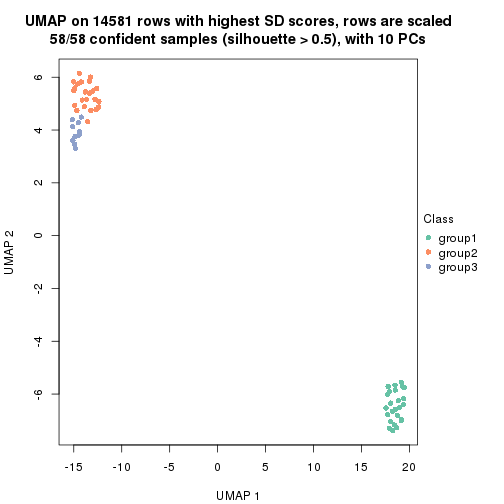 UMAP on 14581 rows with highest SD scores, rows are scaled
58/58 confident samples (silhouette > 0.5), with 10 PCs
6
4
2
0
-2
-4
-6
UMAP 2
-15
-10
-5
0
5
10
15
20
UMAP 1
Class
group1
group2
group3